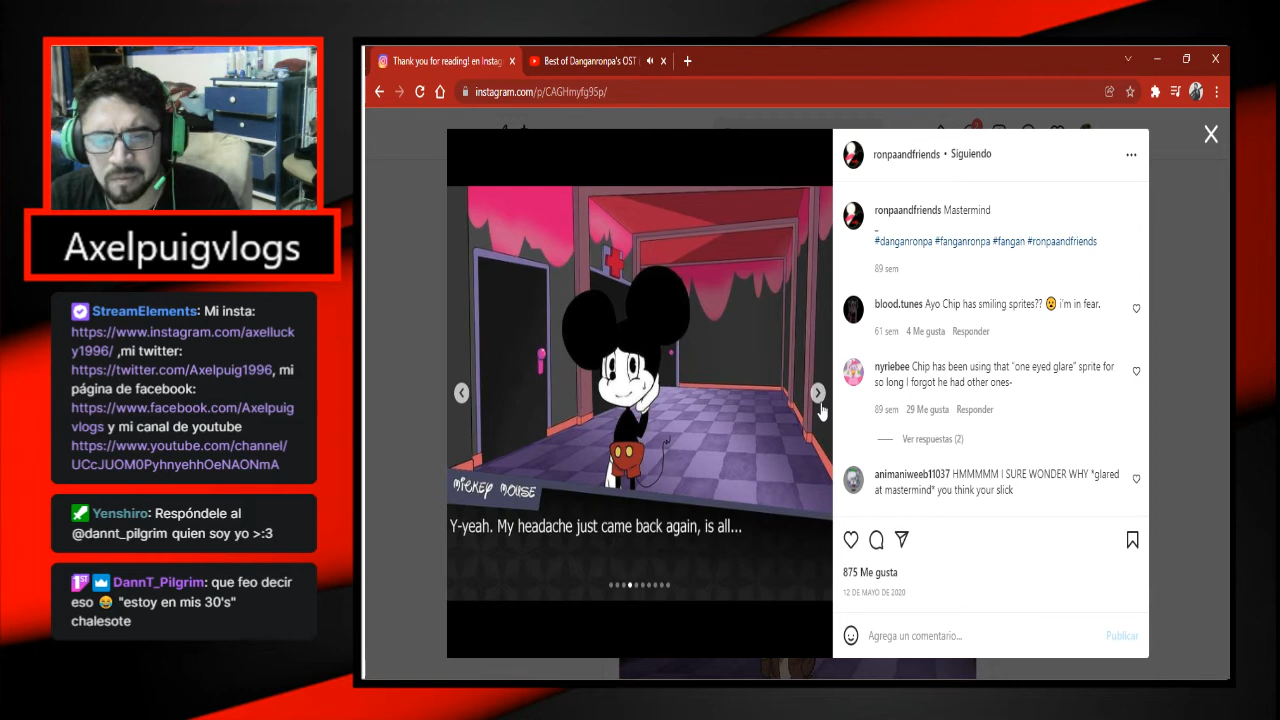 Axelpuigvlogs
StreamElements: Mi insta:
https://www.instagram.com/axelluck
y1996/ ,mi twitter:
https://twitter.com/Axelpuig1996, mi
página de facebook:
https://www.facebook.com/Axelpuig
vlogs y mi canal de youtube
https://www.youtube.com/channel/
UCcJUOM0PyhnyehhOeNAONmA
Yenshiro: Respóndele al
@dannt_pilgrim quien soy yo >:3
1ST DannT_Pilgrim: que feo decir
eso 😂 "estoy en mis 30's"
chalesote
Thank you for reading! en Instag
Best of Danganronpa's OST
instagram.com/p/CAGHmyfg95p/
MICKEY MOUSE
Y-yeah. My headache just came back again, is all...
ronpaandfriends • Siguiendo
ronpaandfriends Mastermind
_
#danganronpa #fanganronpa #fangan #ronpaandfriends
89 sem
blood.tunes Ayo Chip has smiling sprites?? 😧 i'm in fear.
61 sem 4 Me gusta Responder
nyriebee Chip has been using that "one eyed glare" sprite for
so long I forgot he had other ones-
89 sem 29 Me gusta Responder
Ver respuestas (2)
animaniweeb11037 HMMMMM I SURE WONDER WHY *glared
at mastermind* you think your slick
875 Me gusta
12 DE MAYO DE 2020
Agrega un comentario...
Publicar